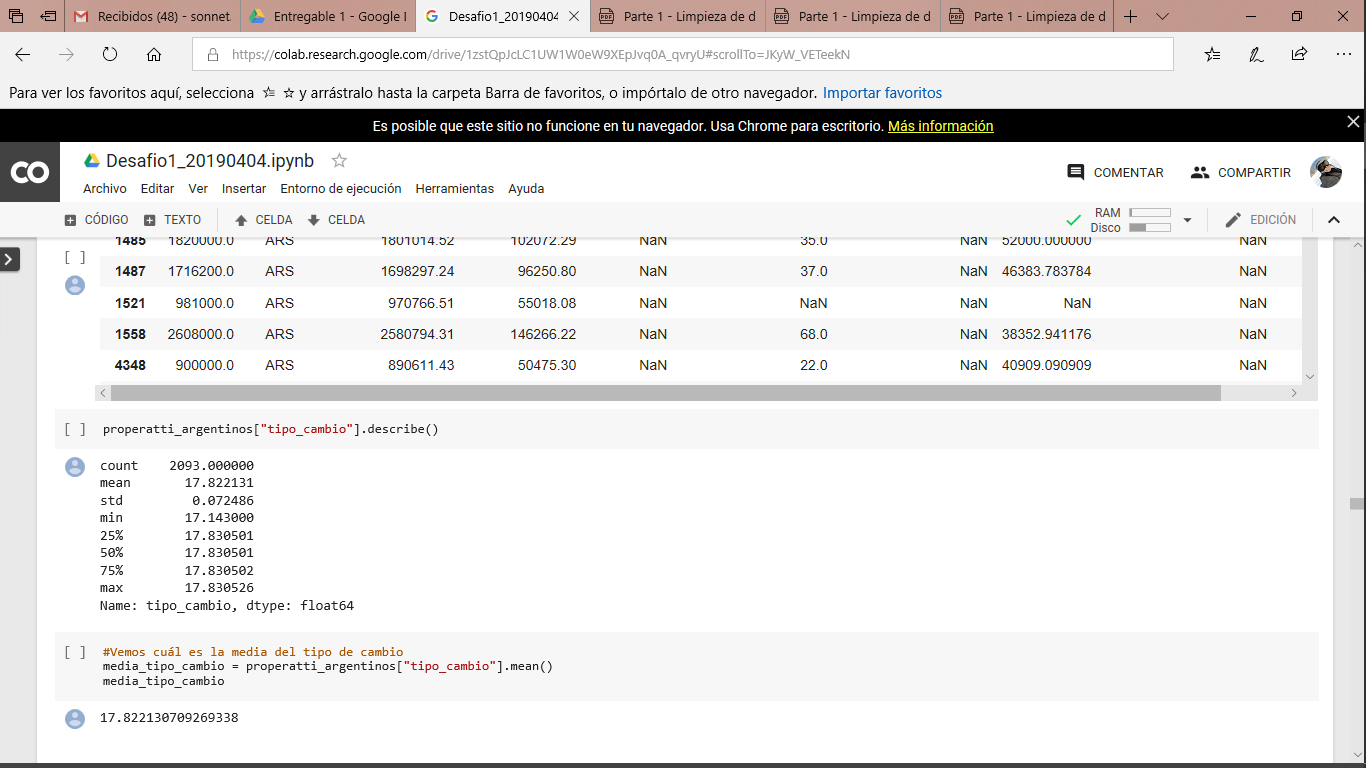 Recibidos (48) - sonnet
Entregable 1 - Google
Desafio1_20190404
Parte 1 - Limpieza de d
Parte 1 - Limpieza de d
Parte 1 - Limpieza de d
https://colab.research.google.com/drive/1zstQpJcLC1UW1W0eW9XEpJvq0A_qvryU#scrollTo=JKyW_VETeekN
Para ver los favoritos aquí, selecciona y arrástralo hasta la carpeta Barra de favoritos, o impórtalo de otro navegador. Importar favoritos
Es posible que este sitio no funcione en tu navegador. Usa Chrome para escritorio. Más información
CO
Desafio1_20190404.ipynb
COMENTAR COMPARTIR
Archivo Editar Ver Insertar Entorno de ejecución Herramientas Ayuda
CÓDIGO TEXTO CELDA CELDA RAM Disco EDICIÓN
1485 1820000.0 ARS 1801014.52 102072.29 NaN 35.0 NaN 52000.000000 NaN
[ ]
1487 1716200.0 ARS 1698297.24 96250.80 NaN 37.0 NaN 46383.783784 NaN
1521 981000.0 ARS 970766.51 55018.08 NaN NaN NaN NaN NaN
1558 2608000.0 ARS 2580794.31 146266.22 NaN 68.0 NaN 38352.941176 NaN
4348 900000.0 ARS 890611.43 50475.30 NaN 22.0 NaN 40909.090909 NaN
[ ] properatti_argentinos["tipo_cambio"].describe()
count 2093.000000
mean 17.822131
std 0.072486
min 17.143000
25% 17.830501
50% 17.830501
75% 17.830502
max 17.830526
Name: tipo_cambio, dtype: float64
[ ] #Vemos cuál es la media del tipo de cambio
media_tipo_cambio = properatti_argentinos["tipo_cambio"].mean()
media_tipo_cambio
17.822130709269338